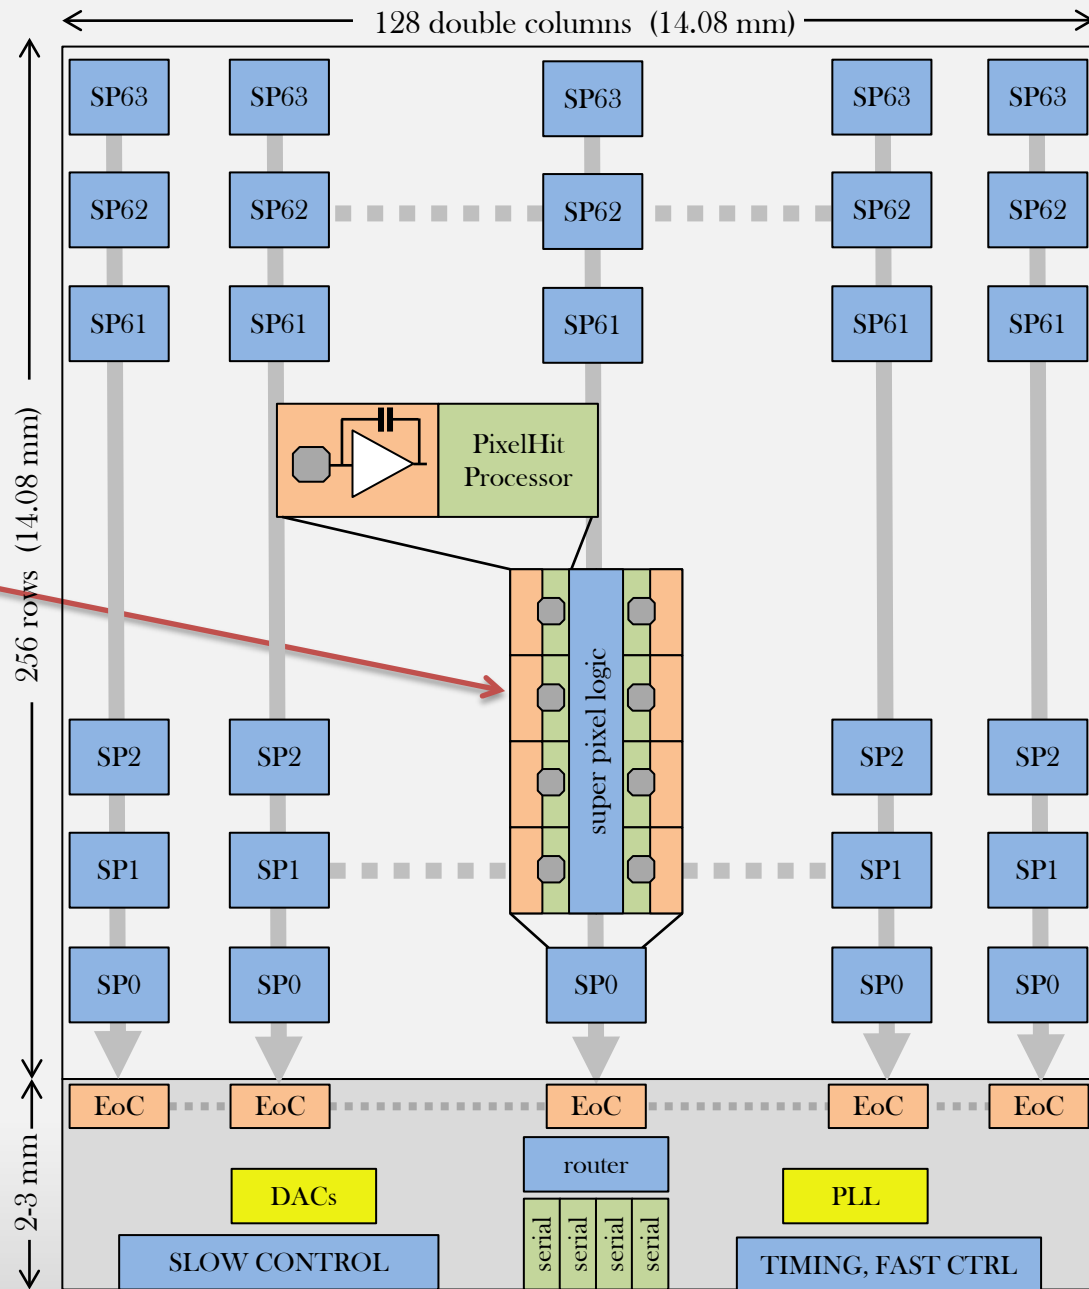 128 double columns (14.08 mm)
256 rows (14.08 mm)
SP63 SP63 SP63 SP63 SP63
SP62 SP62 SP62 SP62 SP62
SP61 SP61 SP61 SP61 SP61
PixelHit
Processor
super pixel logic
SP2 SP2 SP2 SP2
SP1 SP1 SP1 SP1
SP0 SP0 SP0 SP0 SP0
2-3 mm
EoC EoC EoC EoC EoC
router
DACs
PLL
serial serial serial serial
SLOW CONTROL
TIMING, FAST CTRL